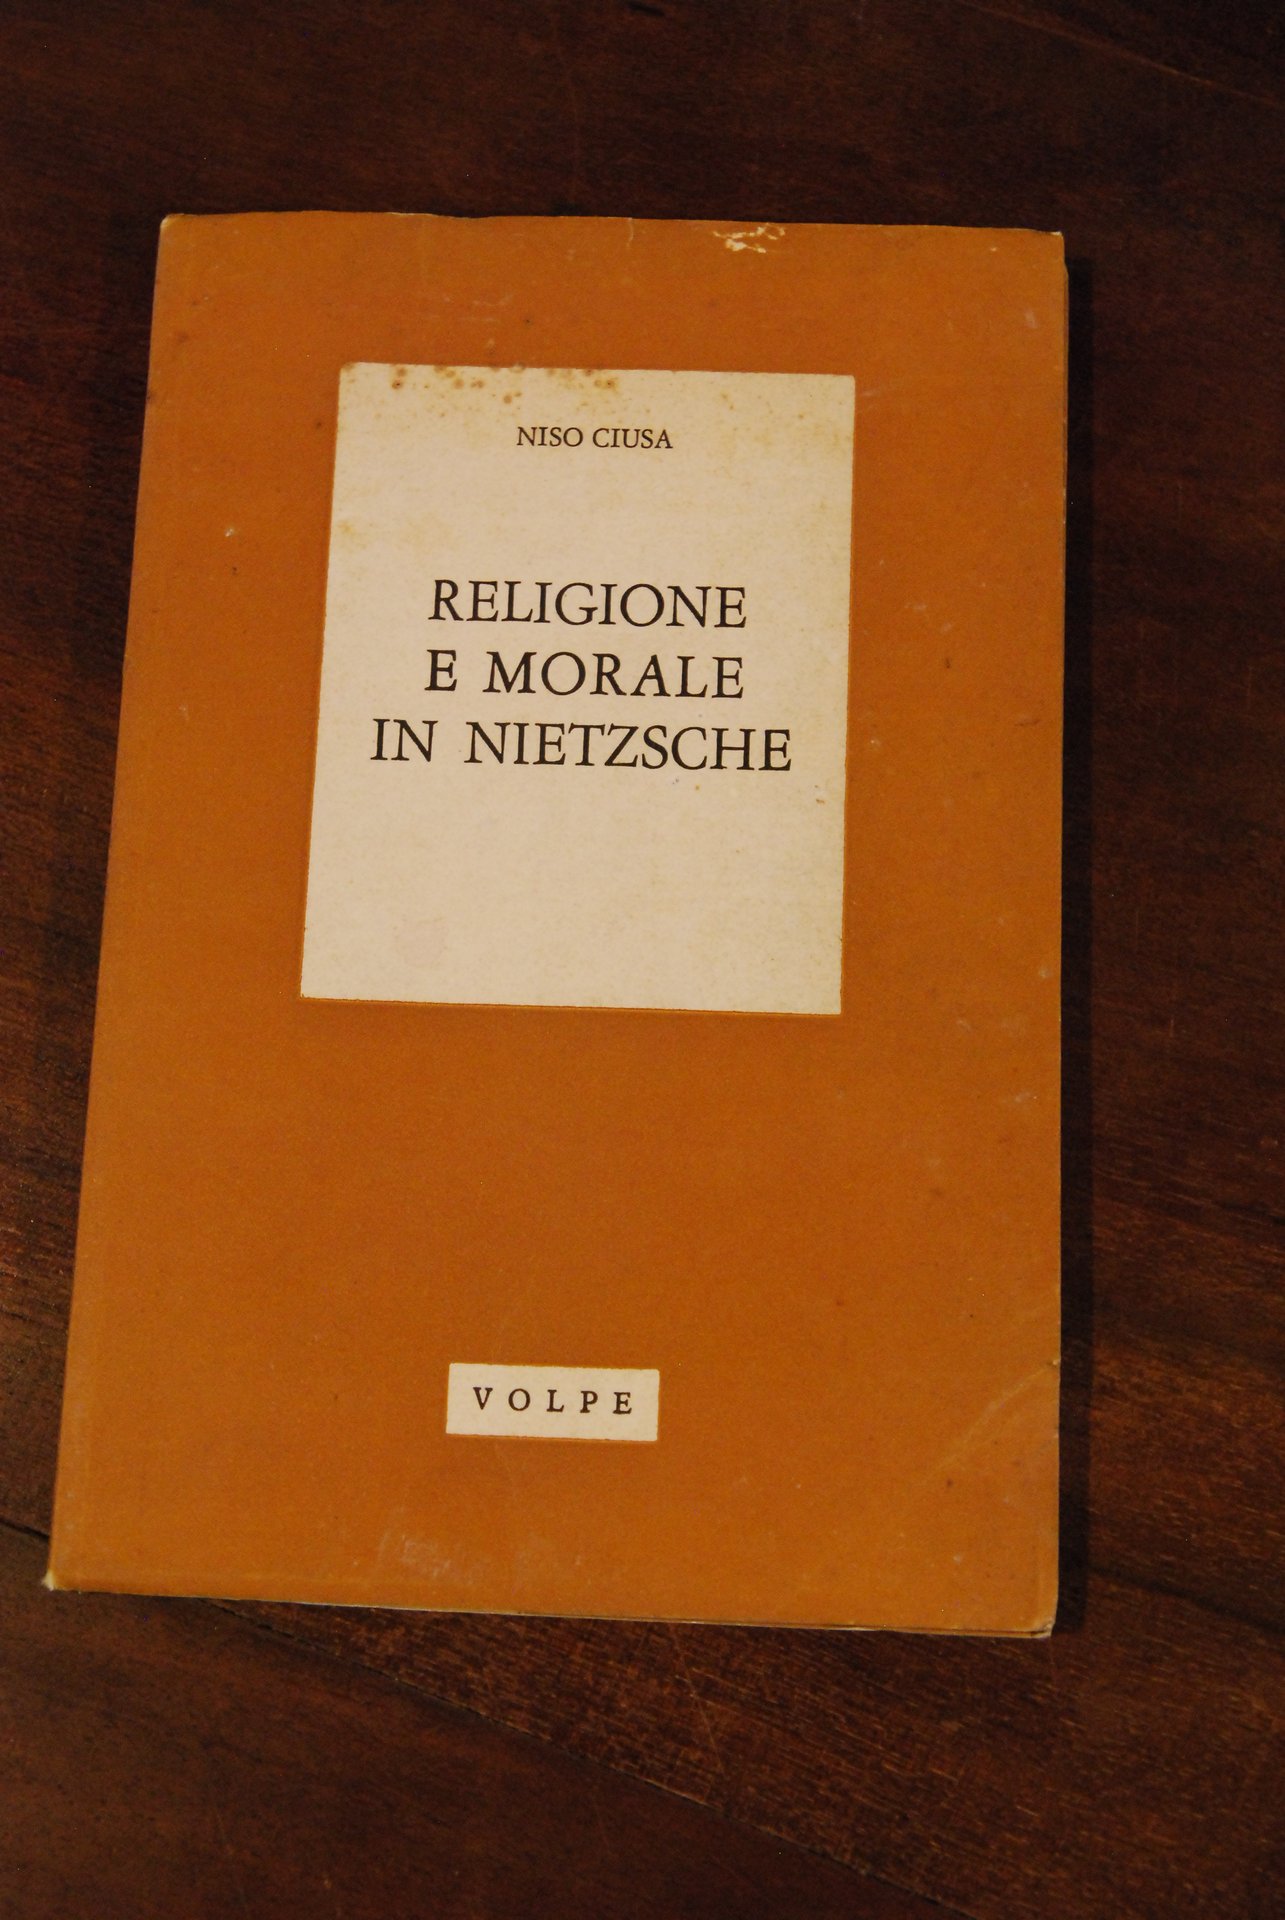 NISO CIUSA
RELIGIONE
E MORALE
IN NIETZSCHE
VOLPE